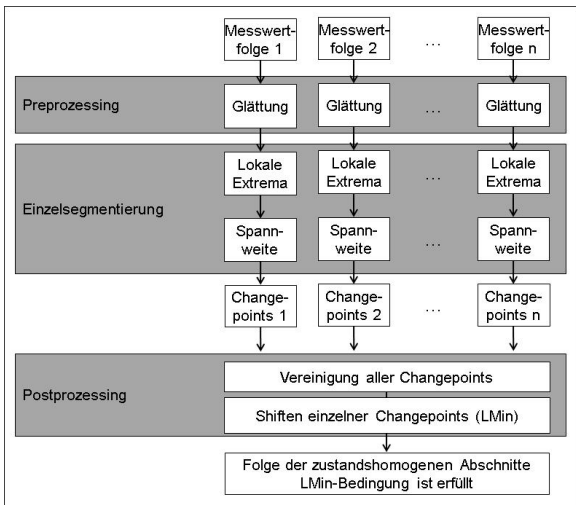 Messwert-
folge 1
Messwert-
folge 2
...
Messwert-
folge n
Preprozessing
Glättung
Glättung
...
Glättung
Einzelsegmentierung
Lokale
Extrema
Lokale
Extrema
...
Lokale
Extrema
Spann-
weite
Spann-
weite
...
Spann-
weite
Change-
points 1
Change-
points 2
...
Change-
points n
Postprozessing
Vereinigung aller Changepoints
Shiften einzelner Changepoints (LMin)
Folge der zustandshomogenen Abschnitte
LMin-Bedingung ist erfüllt